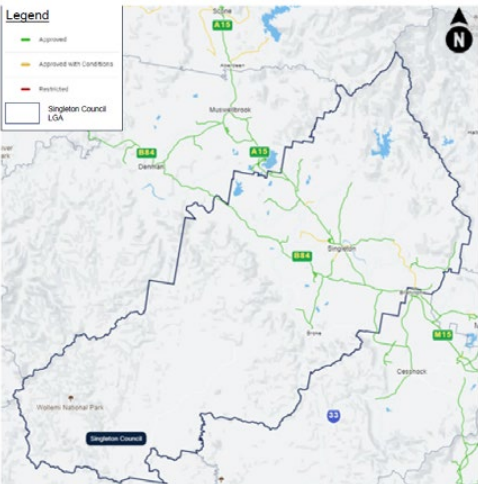 Legend
Approved
Approved with Conditions
Restricted
Singleton Council
LGA
N
Scone
A15
Aberdeen
Muswellbrook
B84
Denman
A15
Singleton
B84
Broke
M15
Cessnock
Wollemi National Park
33
Singleton Council